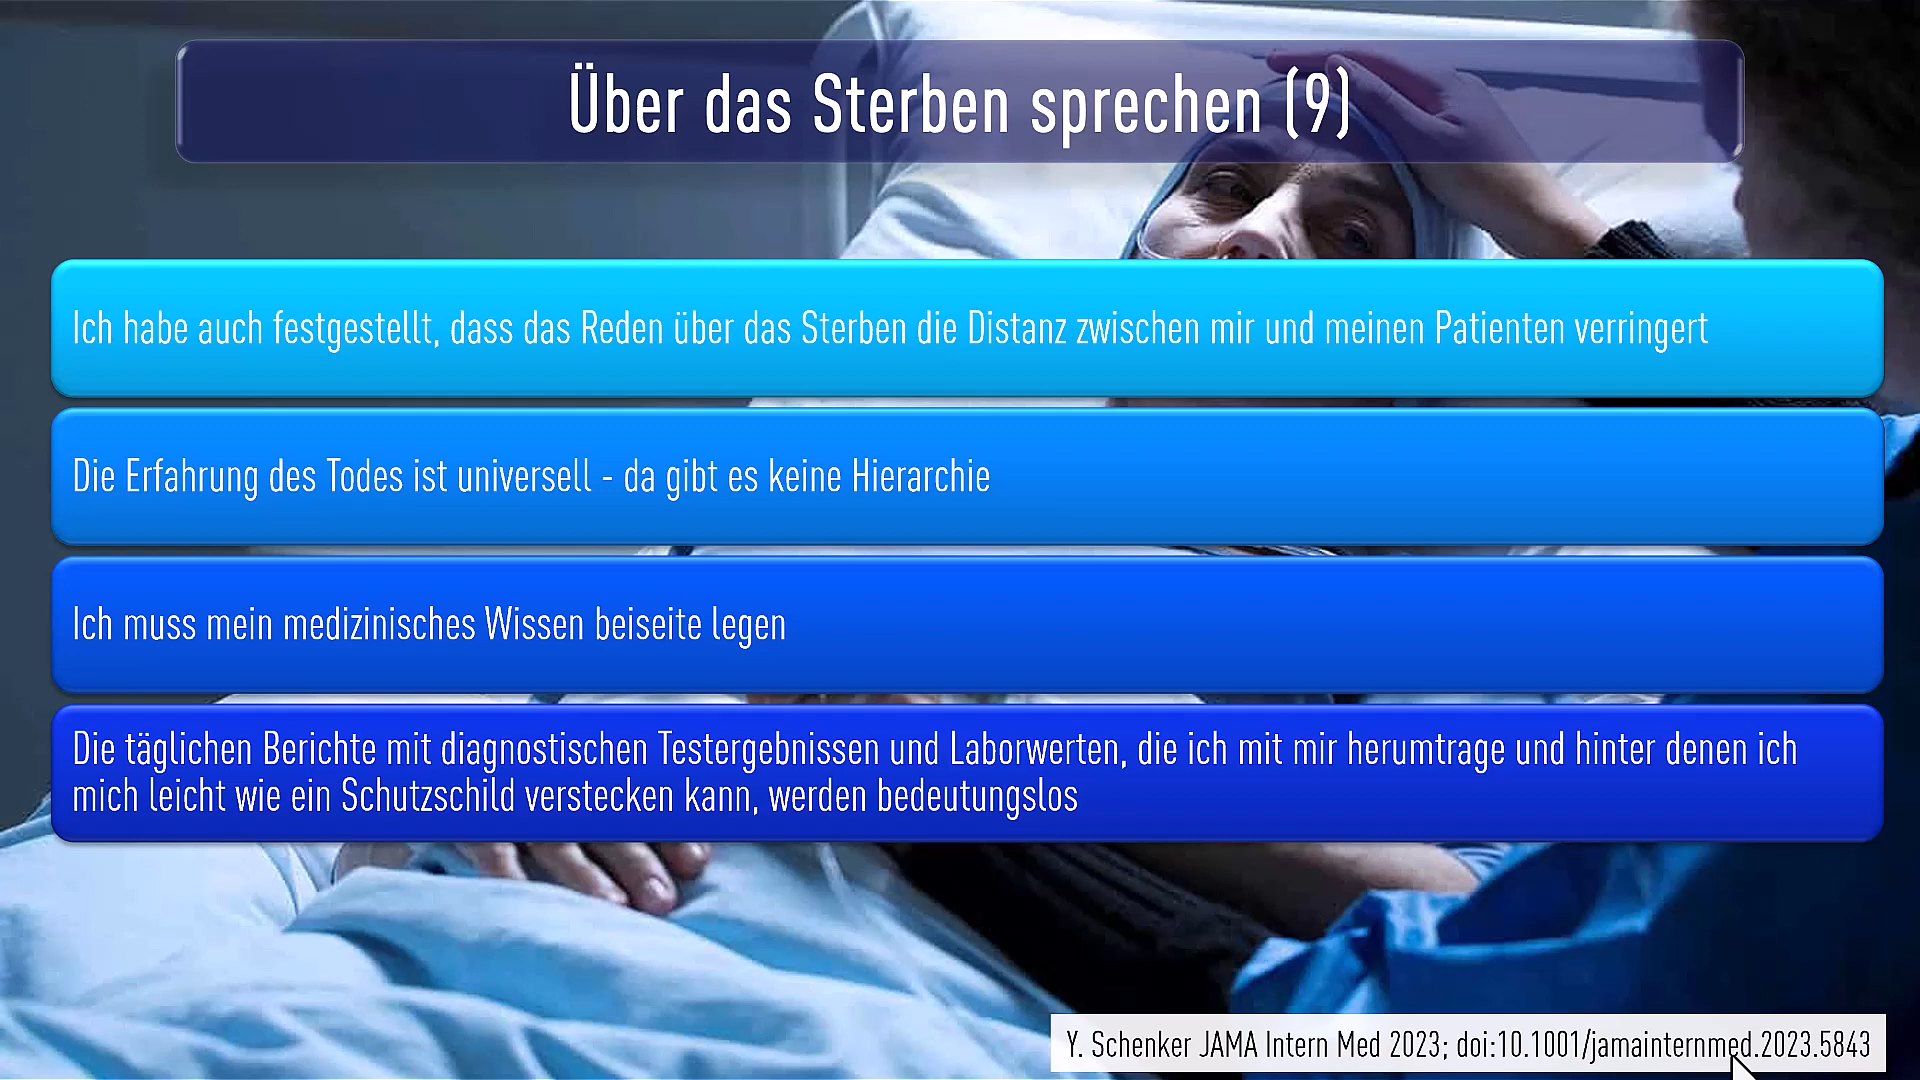 Über das Sterben sprechen (9)
Ich habe auch festgestellt, dass das Reden über das Sterben die Distanz zwischen mir und meinen Patienten verringert
Die Erfahrung des Todes ist universell - da gibt es keine Hierarchie
Ich muss mein medizinisches Wissen beiseite legen
Die täglichen Berichte mit diagnostischen Testergebnissen und Laborwerten, die ich mit mir herumtrage und hinter denen ich
mich leicht wie ein Schutzschild verstecken kann, werden bedeutungslos
Y. Schenker JAMA Intern Med 2023; doi:10.1001/jamainternmed.2023.5843